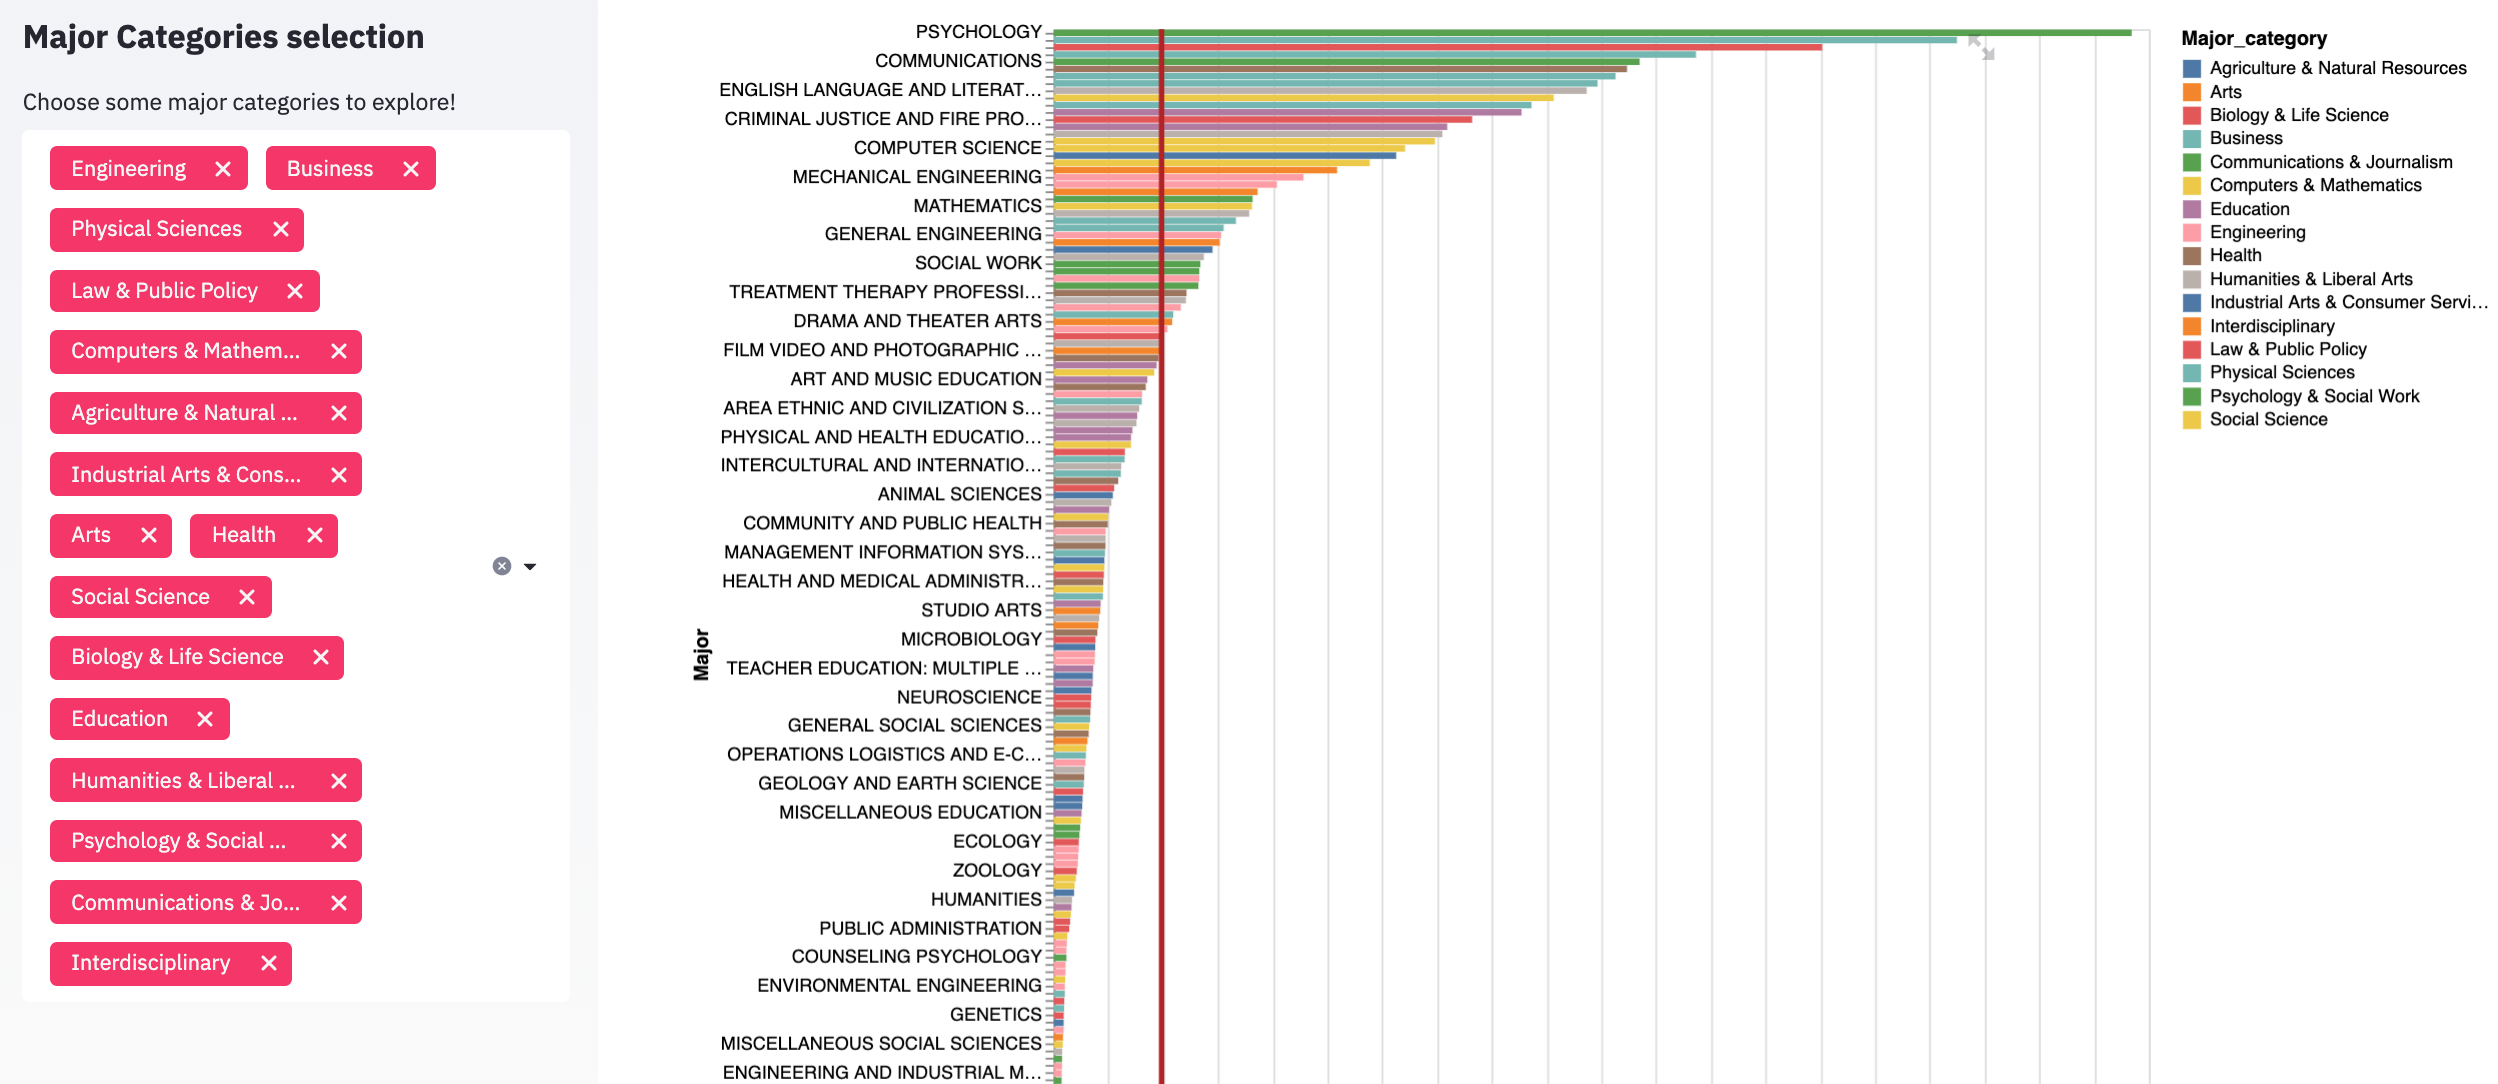 Major Categories selection
Choose some major categories to explore!
Engineering
Business
Physical Sciences
Law & Public Policy
Computers & Mathem...
Agriculture & Natural ...
Industrial Arts & Cons...
Arts
Health
Social Science
Biology & Life Science
Education
Humanities & Liberal ...
Psychology & Social ...
Communications & Jo...
Interdisciplinary
Major
PSYCHOLOGY
COMMUNICATIONS
ENGLISH LANGUAGE AND LITERAT…
CRIMINAL JUSTICE AND FIRE PRO…
COMPUTER SCIENCE
MECHANICAL ENGINEERING
MATHEMATICS
GENERAL ENGINEERING
SOCIAL WORK
TREATMENT THERAPY PROFESSI…
DRAMA AND THEATER ARTS
FILM VIDEO AND PHOTOGRAPHIC …
ART AND MUSIC EDUCATION
AREA ETHNIC AND CIVILIZATION S…
PHYSICAL AND HEALTH EDUCATIO…
INTERCULTURAL AND INTERNATIO…
ANIMAL SCIENCES
COMMUNITY AND PUBLIC HEALTH
MANAGEMENT INFORMATION SYS…
HEALTH AND MEDICAL ADMINISTR…
STUDIO ARTS
MICROBIOLOGY
TEACHER EDUCATION: MULTIPLE …
NEUROSCIENCE
GENERAL SOCIAL SCIENCES
OPERATIONS LOGISTICS AND E-C…
GEOLOGY AND EARTH SCIENCE
MISCELLANEOUS EDUCATION
ECOLOGY
ZOOLOGY
HUMANITIES
PUBLIC ADMINISTRATION
COUNSELING PSYCHOLOGY
ENVIRONMENTAL ENGINEERING
GENETICS
MISCELLANEOUS SOCIAL SCIENCES
ENGINEERING AND INDUSTRIAL M…
Major_category
Agriculture & Natural Resources
Arts
Biology & Life Science
Business
Communications & Journalism
Computers & Mathematics
Education
Engineering
Health
Humanities & Liberal Arts
Industrial Arts & Consumer Servi…
Interdisciplinary
Law & Public Policy
Physical Sciences
Psychology & Social Work
Social Science